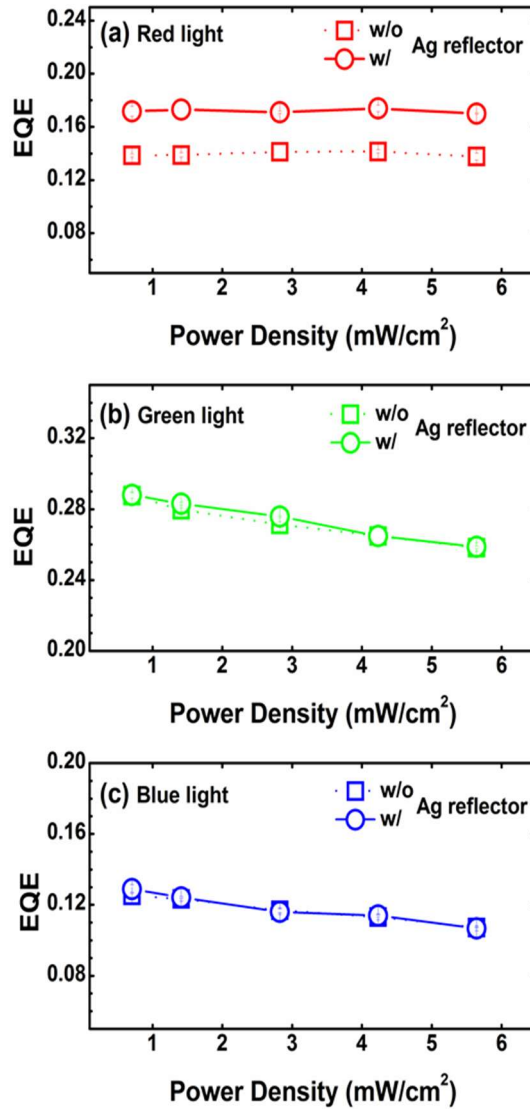 (a) Red light
w/o
w/
Ag reflector
0.24
0.20
0.16
0.12
0.08
EQE
1 2 3 4 5 6
Power Density (mW/cm²)
(b) Green light
w/o
w/
Ag reflector
0.32
0.28
0.24
0.20
EQE
1 2 3 4 5 6
Power Density (mW/cm²)
(c) Blue light
w/o
w/
Ag reflector
0.20
0.16
0.12
0.08
EQE
1 2 3 4 5 6
Power Density (mW/cm²)